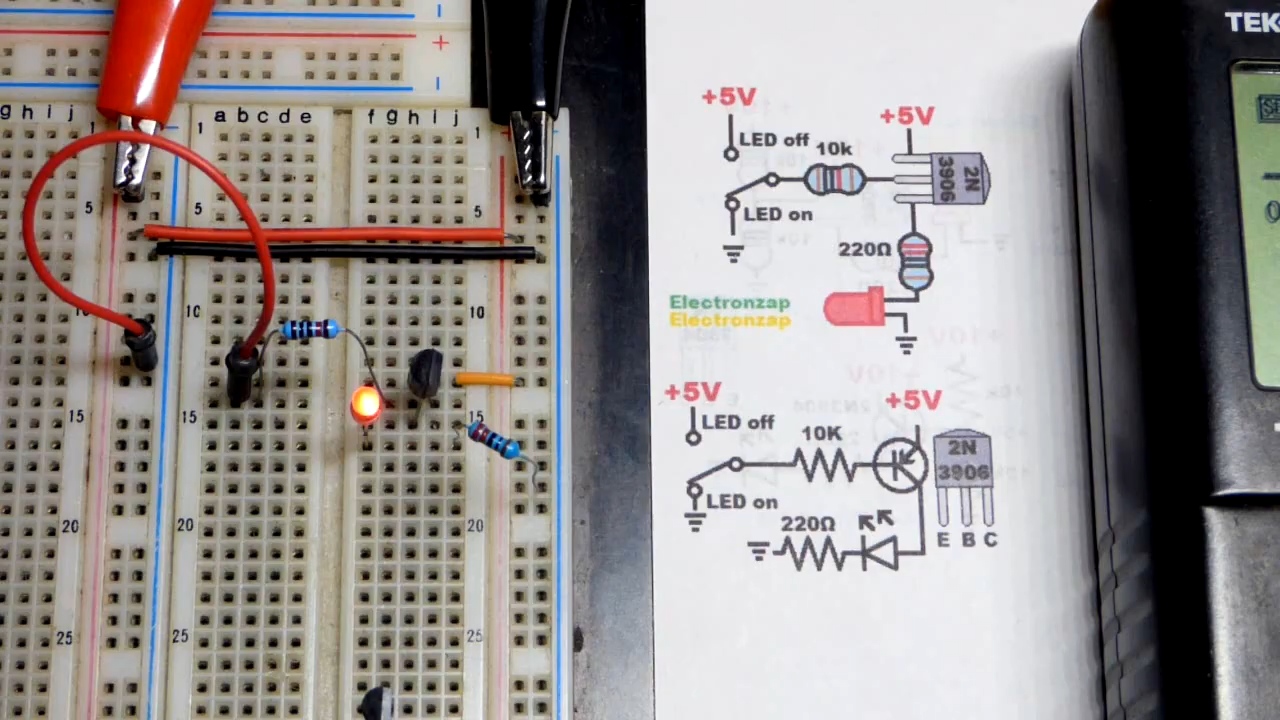 g h i j
a b c d e
f g h i j
1
1
1
5
5
5
10
10
10
15
15
15
20
20
20
25
25
25
+5V
+5V
LED off
10k
2N
3906
LED on
220Ω
Electronzap
Electronzap
+5V
+5V
LED off
10K
2N
3906
LED on
220Ω
E B C
TEK